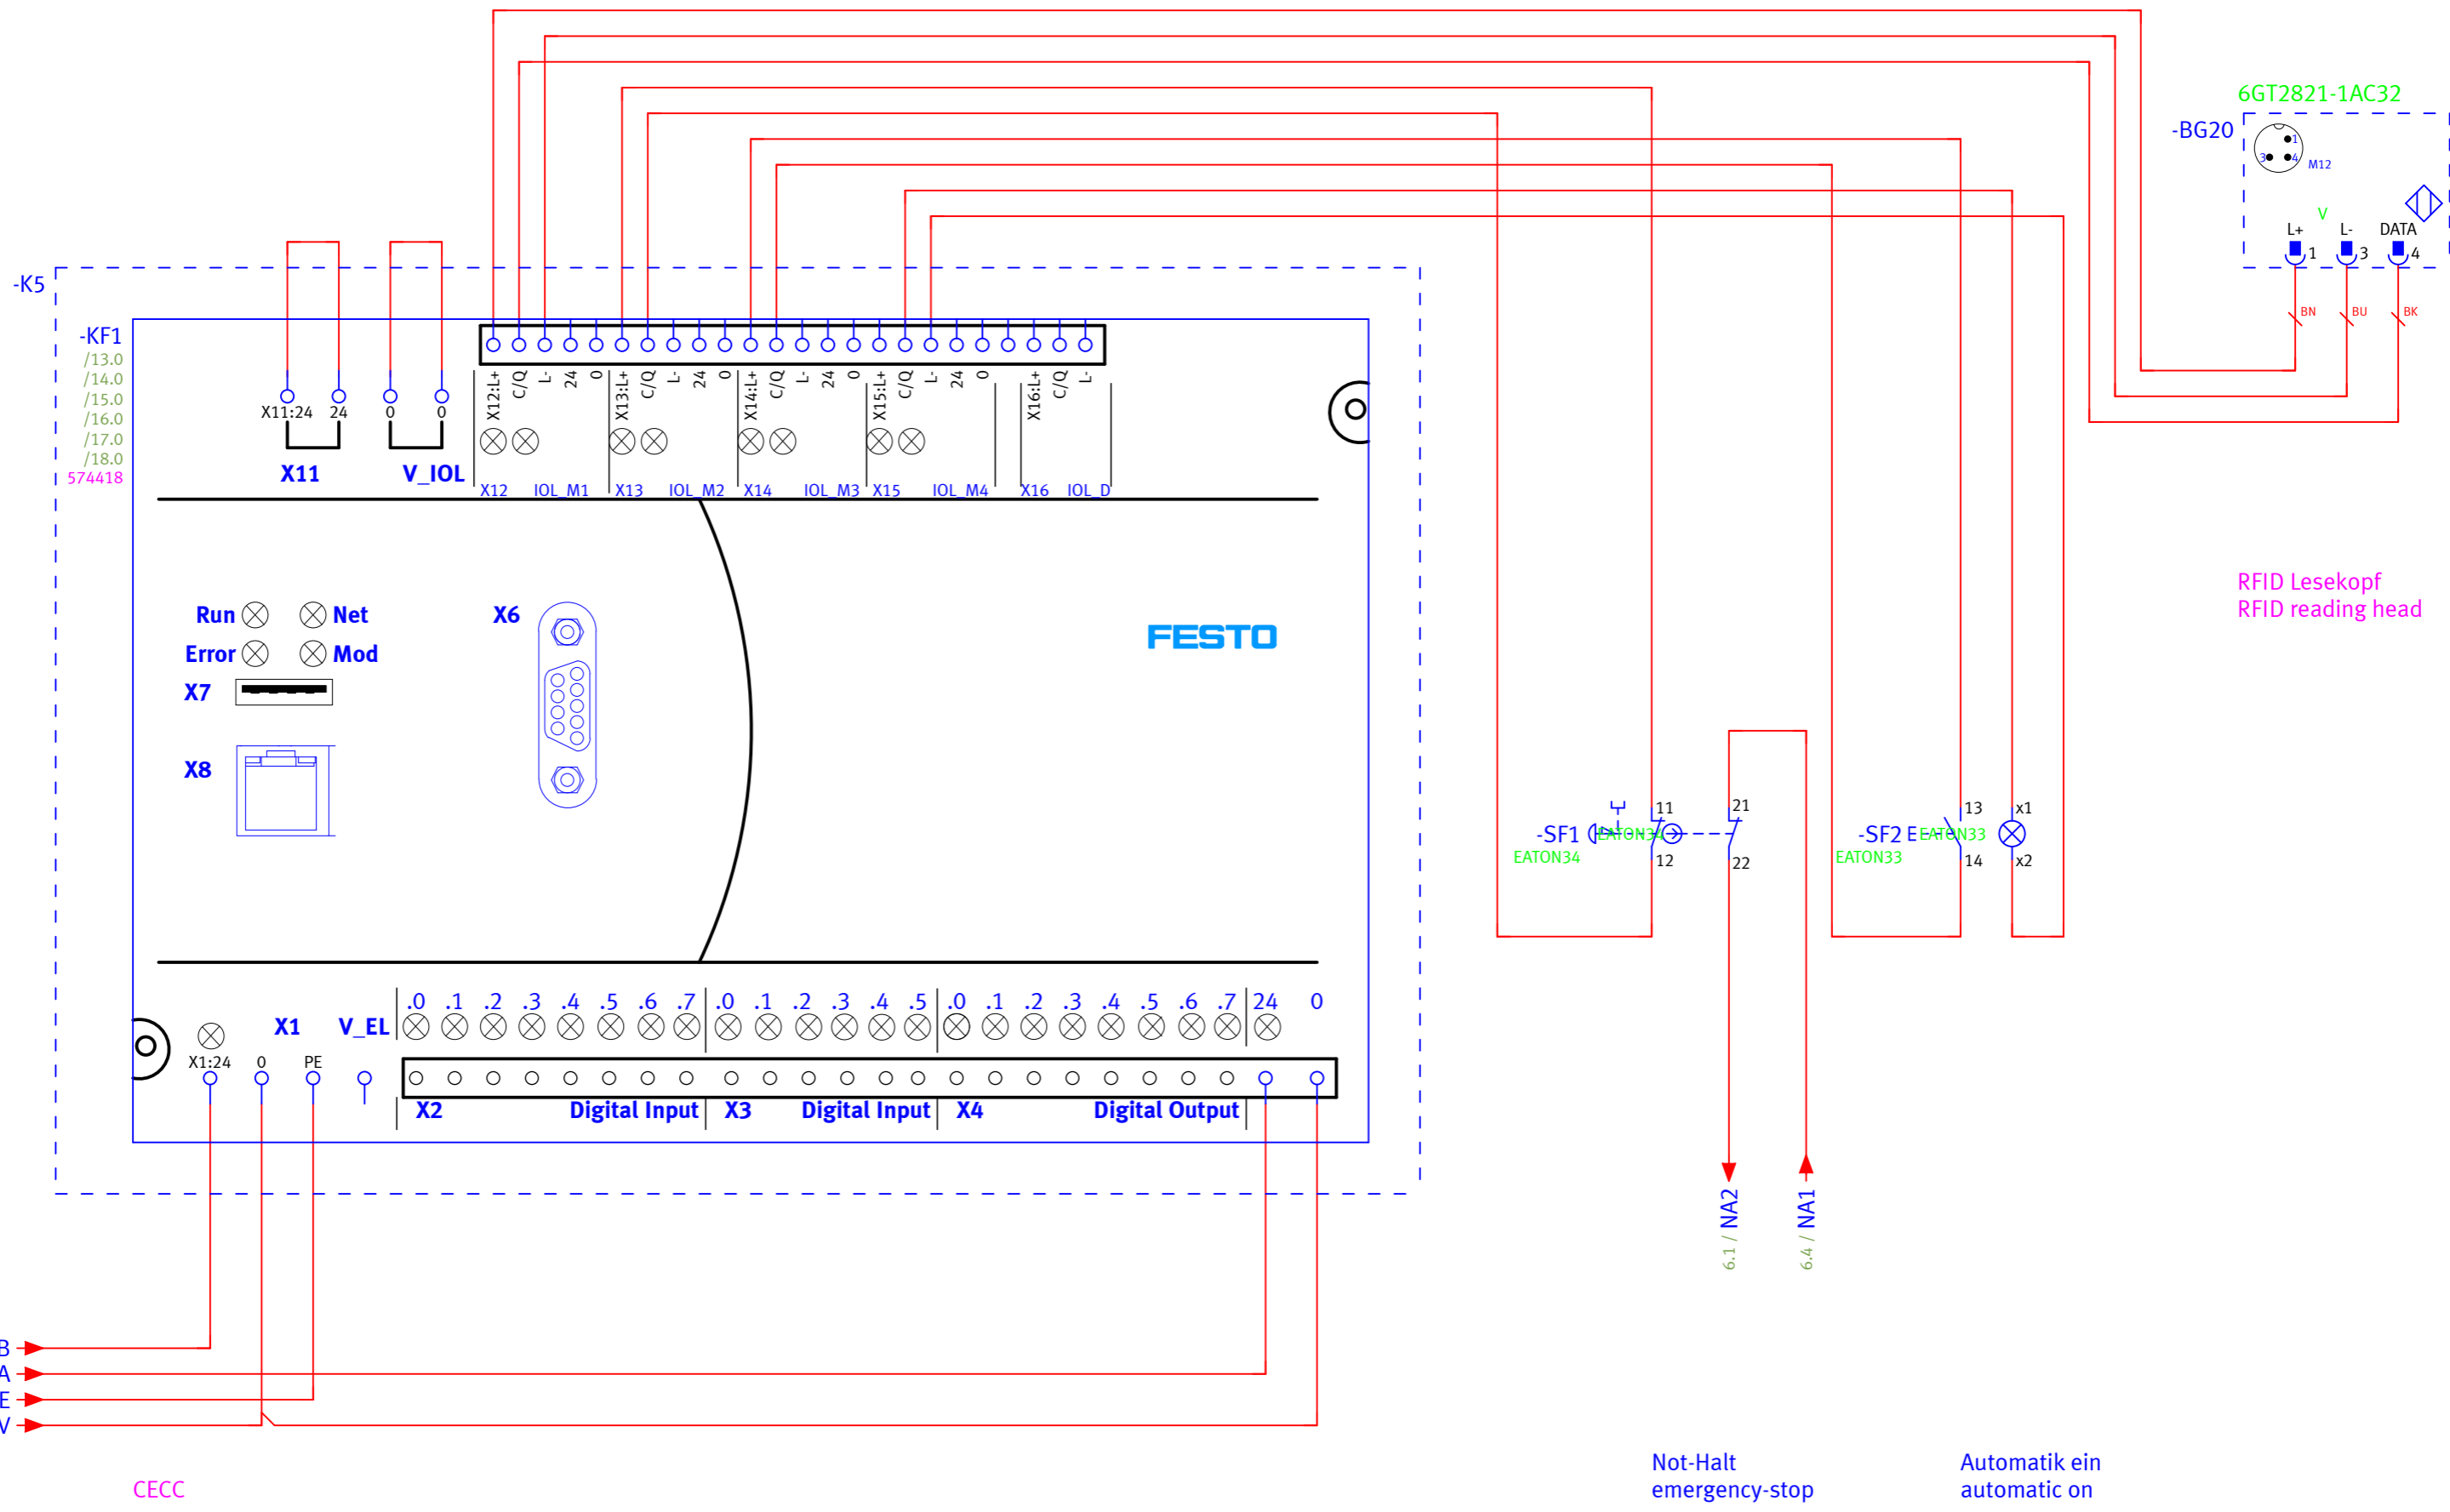 6GT2821-1AC32
-BG20
1
3
4
M12
V
L+
L-
DATA
1
3
4
BN
BU
BK
RFID Lesekopf
RFID reading head
-K5
-KF1
/13.0
/14.0
/15.0
/16.0
/17.0
/18.0
574418
X11:24
24
0
0
X11
V_IOL
X12:L+
C/Q
L-
24
0
X13:L+
C/Q
L-
24
0
X14:L+
C/Q
L-
24
0
X15:L+
C/Q
L-
24
0
X16:L+
C/Q
L-
X12 IOL_M1
X13 IOL_M2
X14 IOL_M3
X15 IOL_M4
X16 IOL_D
Run
Net
Error
Mod
X6
X7
X8
FESTO
-SF1
EATON34
EATON34
11
12
21
22
-SF2
E
EATON33
EATON33
13
14
x1
x2
.0 .1 .2 .3 .4 .5 .6 .7 .0 .1 .2 .3 .4 .5 .0 .1 .2 .3 .4 .5 .6 .7 24 0
X1
V_EL
X1:24
0
PE
X2 Digital Input
X3 Digital Input
X4 Digital Output
6.1 / NA2
6.4 / NA1
B
A
E
V
CECC
Not-Halt
emergency-stop
Automatik ein
automatic on